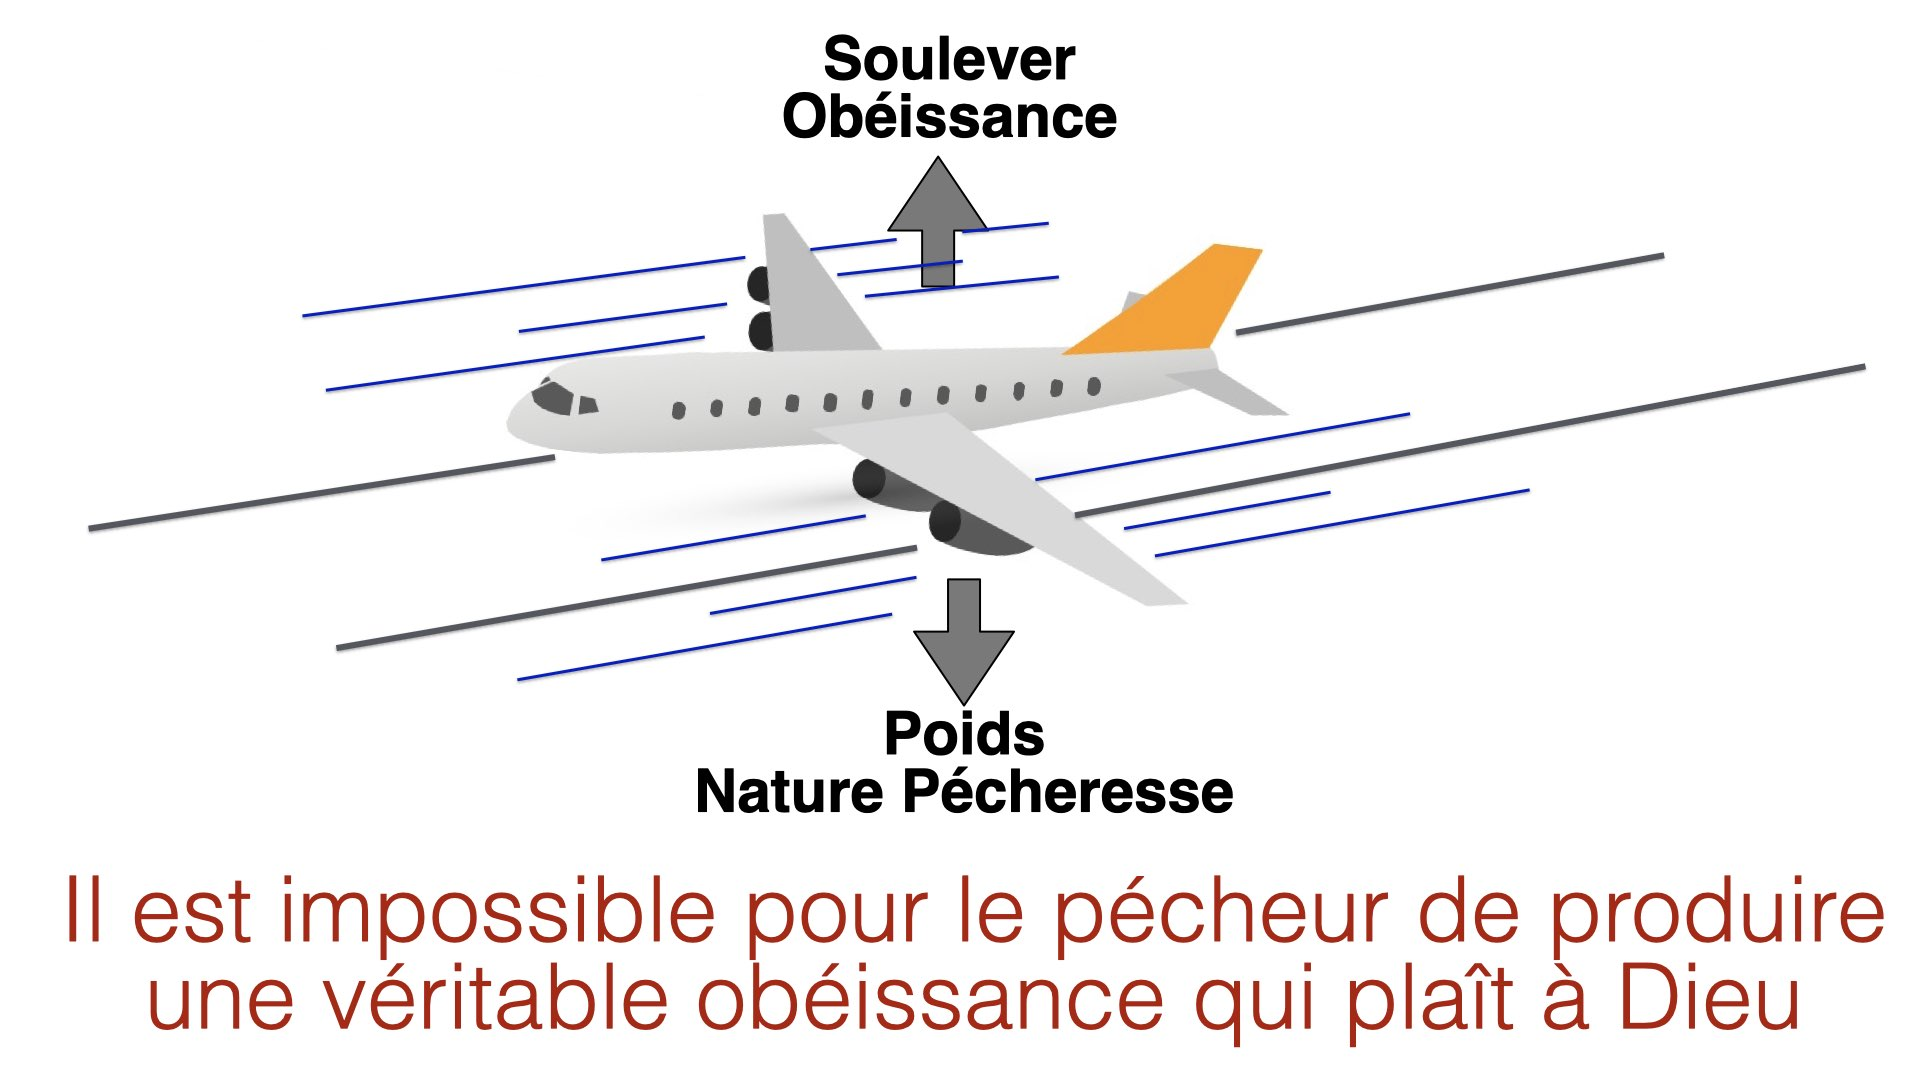 Soulever
Obéissance
Poids
Nature Pécheresse
Il est impossible pour le pécheur de produire
une véritable obéissance qui plaît à Dieu